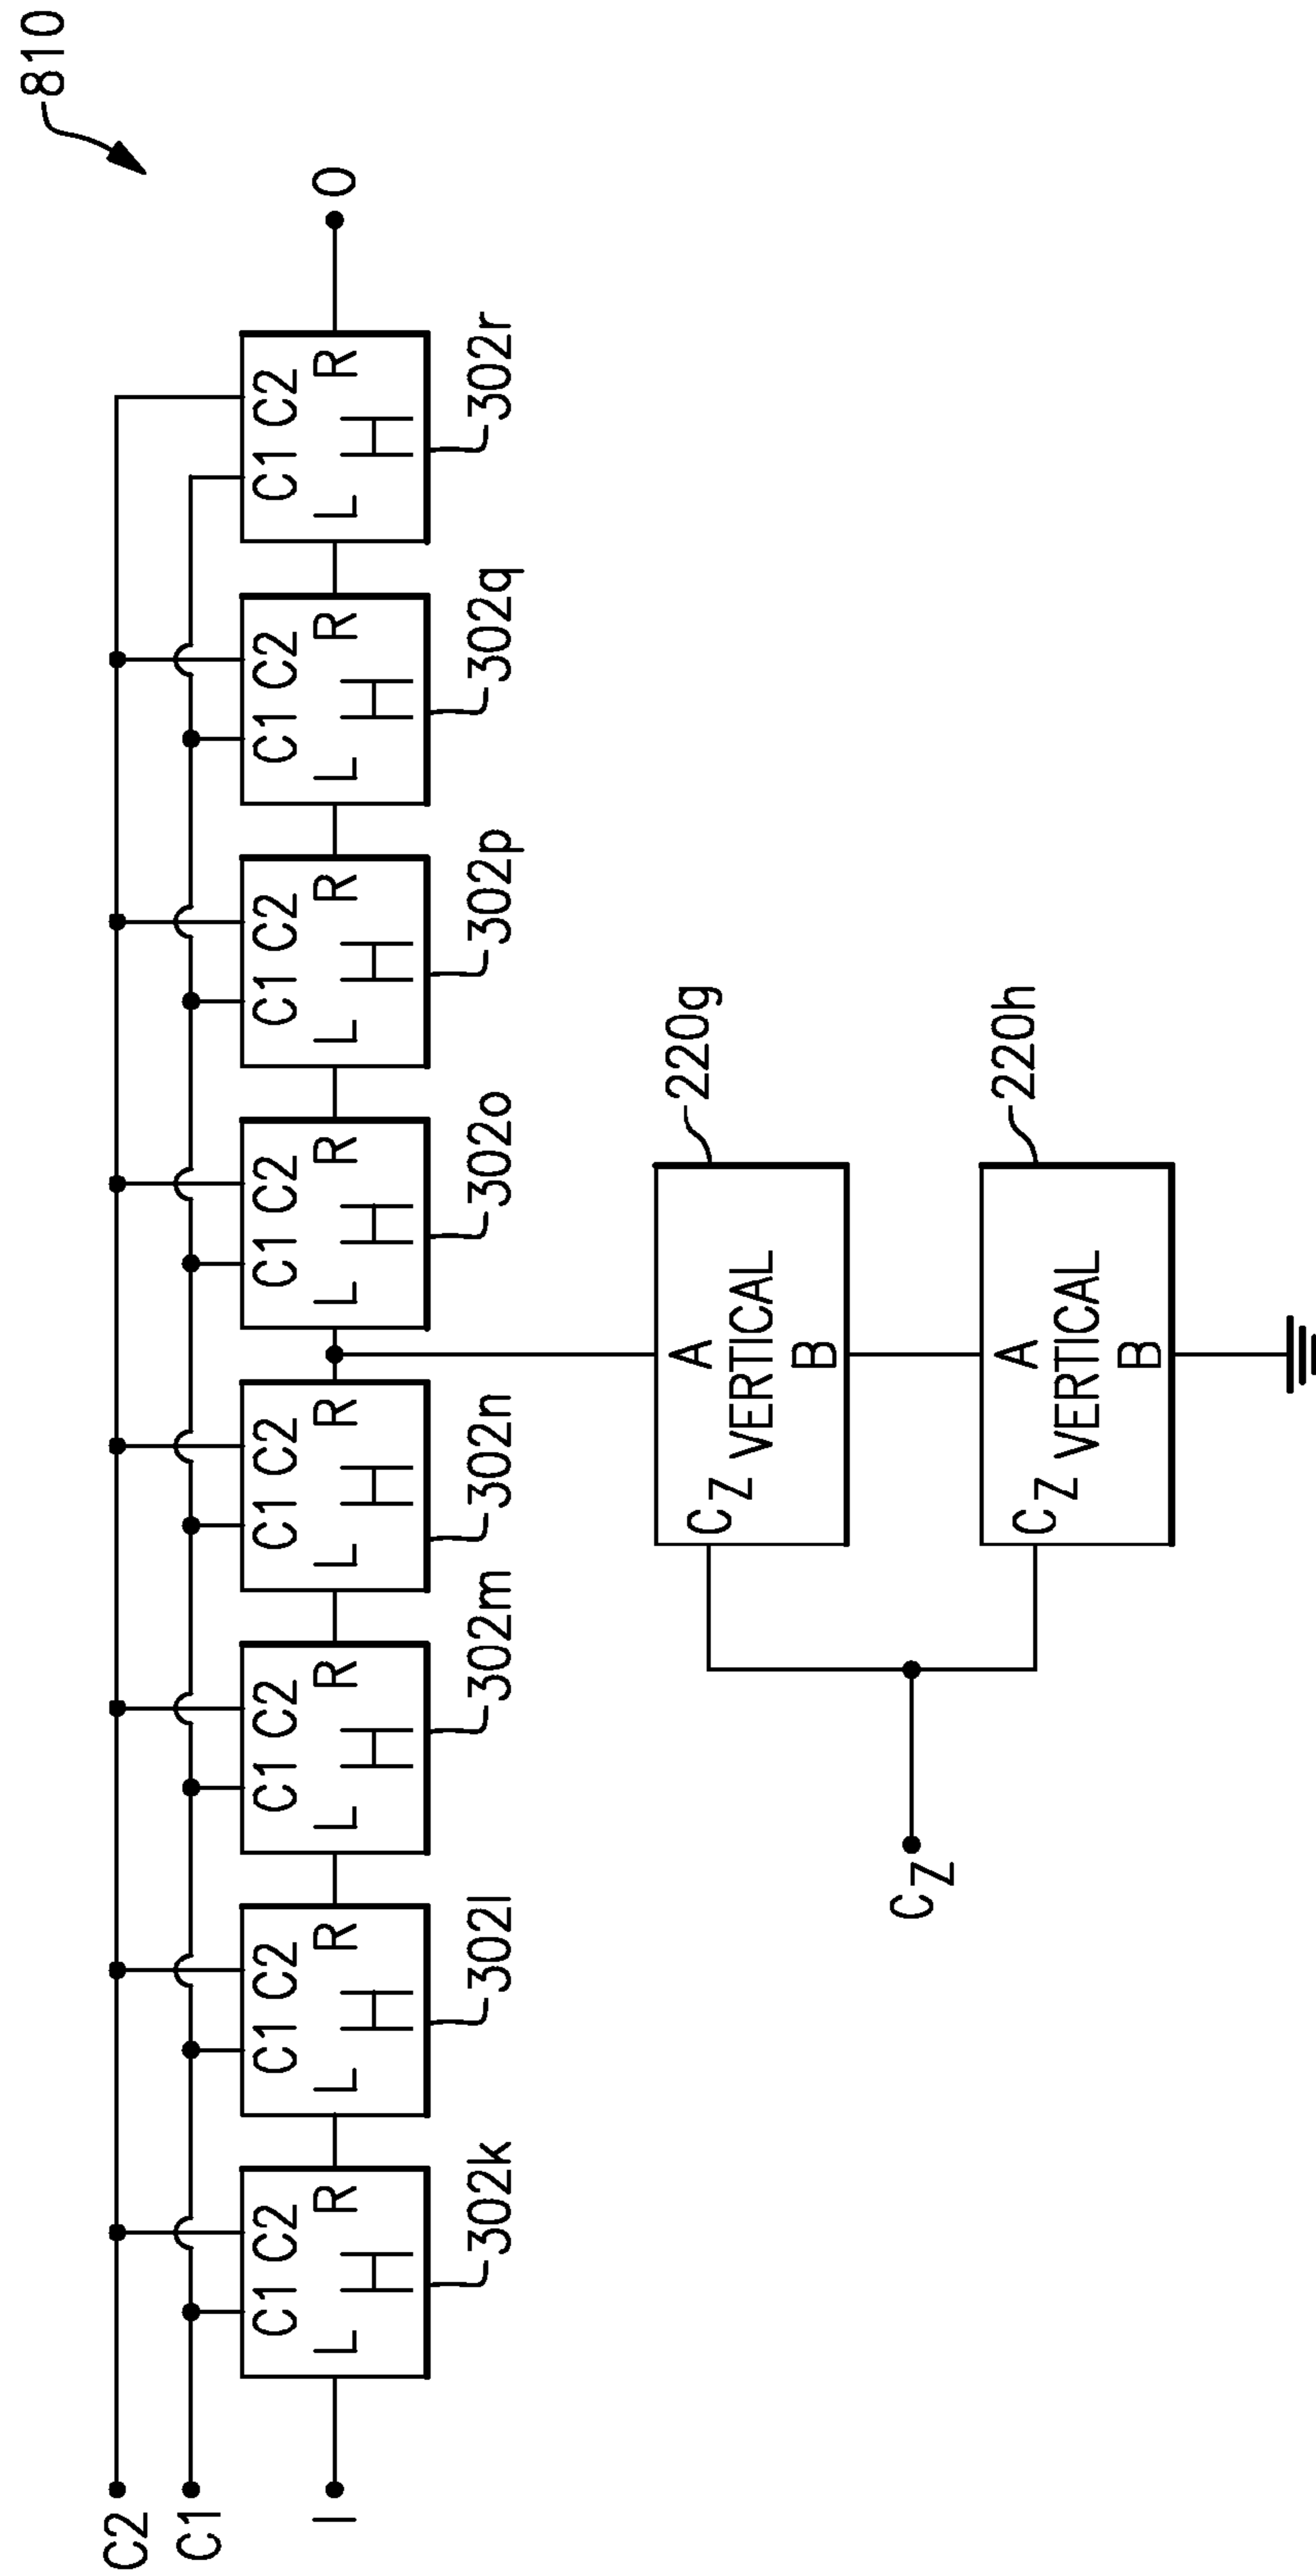 810
C2
C1
I
C1 C2
L R
H
302k
C1 C2
L R
H
302l
C1 C2
L R
H
302m
C1 C2
L R
H
302n
C1 C2
L R
H
302o
C1 C2
L R
H
302p
C1 C2
L R
H
302q
C1 C2
L R
H
302r
O
220g
A
CZ VERTICAL
B
220h
A
CZ VERTICAL
B
CZ